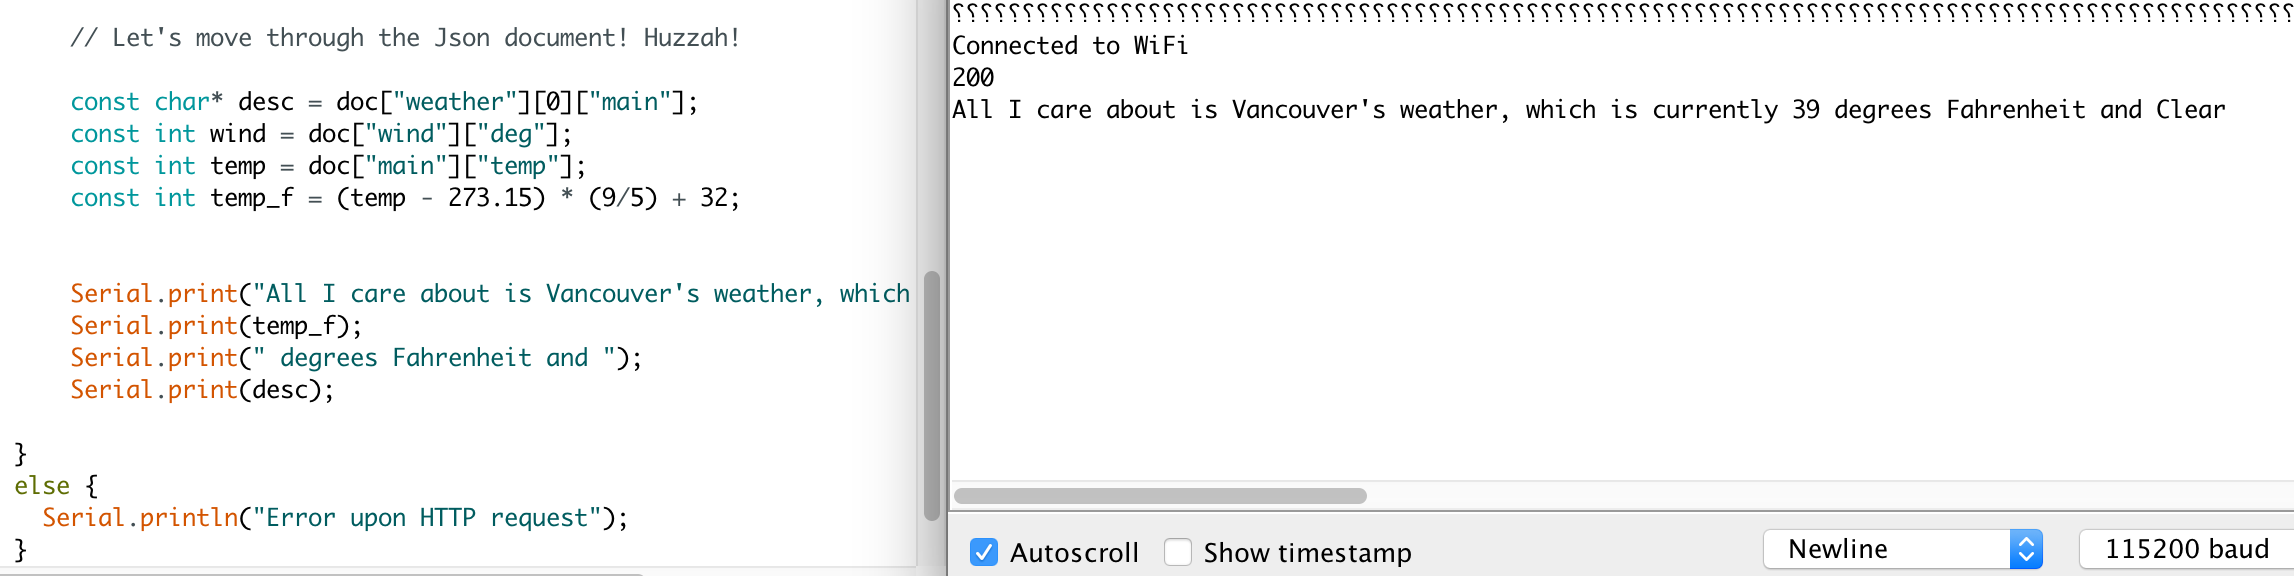 // Let's move through the Json document! Huzzah!
const char* desc = doc["weather"][0]["main"];
const int wind = doc["wind"]["deg"];
const int temp = doc["main"]["temp"];
const int temp_f = (temp - 273.15) * (9/5) + 32;
Serial.print("All I care about is Vancouver's weather, which
Serial.print(temp_f);
Serial.print(" degrees Fahrenheit and ");
Serial.print(desc);
}
else {
Serial.println("Error upon HTTP request");
}
Connected to WiFi
200
All I care about is Vancouver's weather, which is currently 39 degrees Fahrenheit and Clear
Autoscroll
Show timestamp
Newline
115200 baud